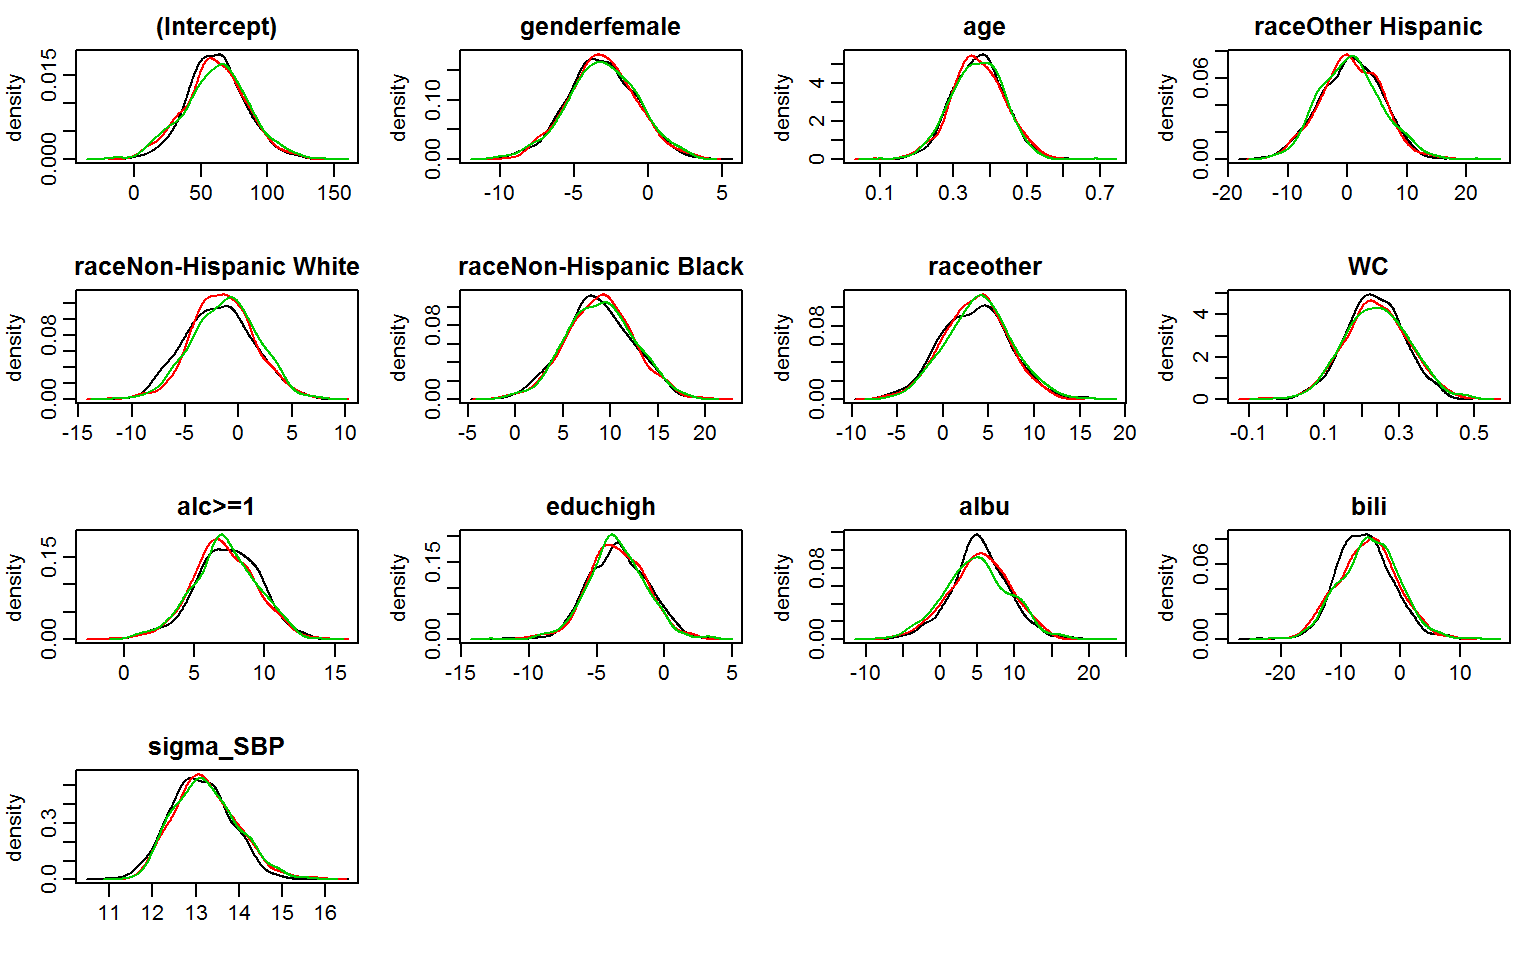 (Intercept) genderfemale age raceOther Hispanic
density 0.000 0.015 density 0.00 0.10 density 0 2 4 density 0.00 0.06
0 50 100 150 -10 -5 0 5 0.1 0.3 0.5 0.7 -20 -10 0 10 20
raceNon-Hispanic White raceNon-Hispanic Black raceother WC
density 0.00 0.08 density 0.00 0.08 density 0.00 0.08 density 0 2 4
-15 -10 -5 0 5 10 -5 0 5 10 15 20 -10 -5 0 5 10 15 20 -0.1 0.1 0.3 0.5
alc>=1 educhigh albu bili
density 0.00 0.15 density 0.00 0.15 density 0.00 0.08 density 0.00 0.06
0 5 10 15 -15 -10 -5 0 5 -10 0 5 10 20 -20 -10 0 10
sigma_SBP
density 0.0 0.3
11 12 13 14 15 16